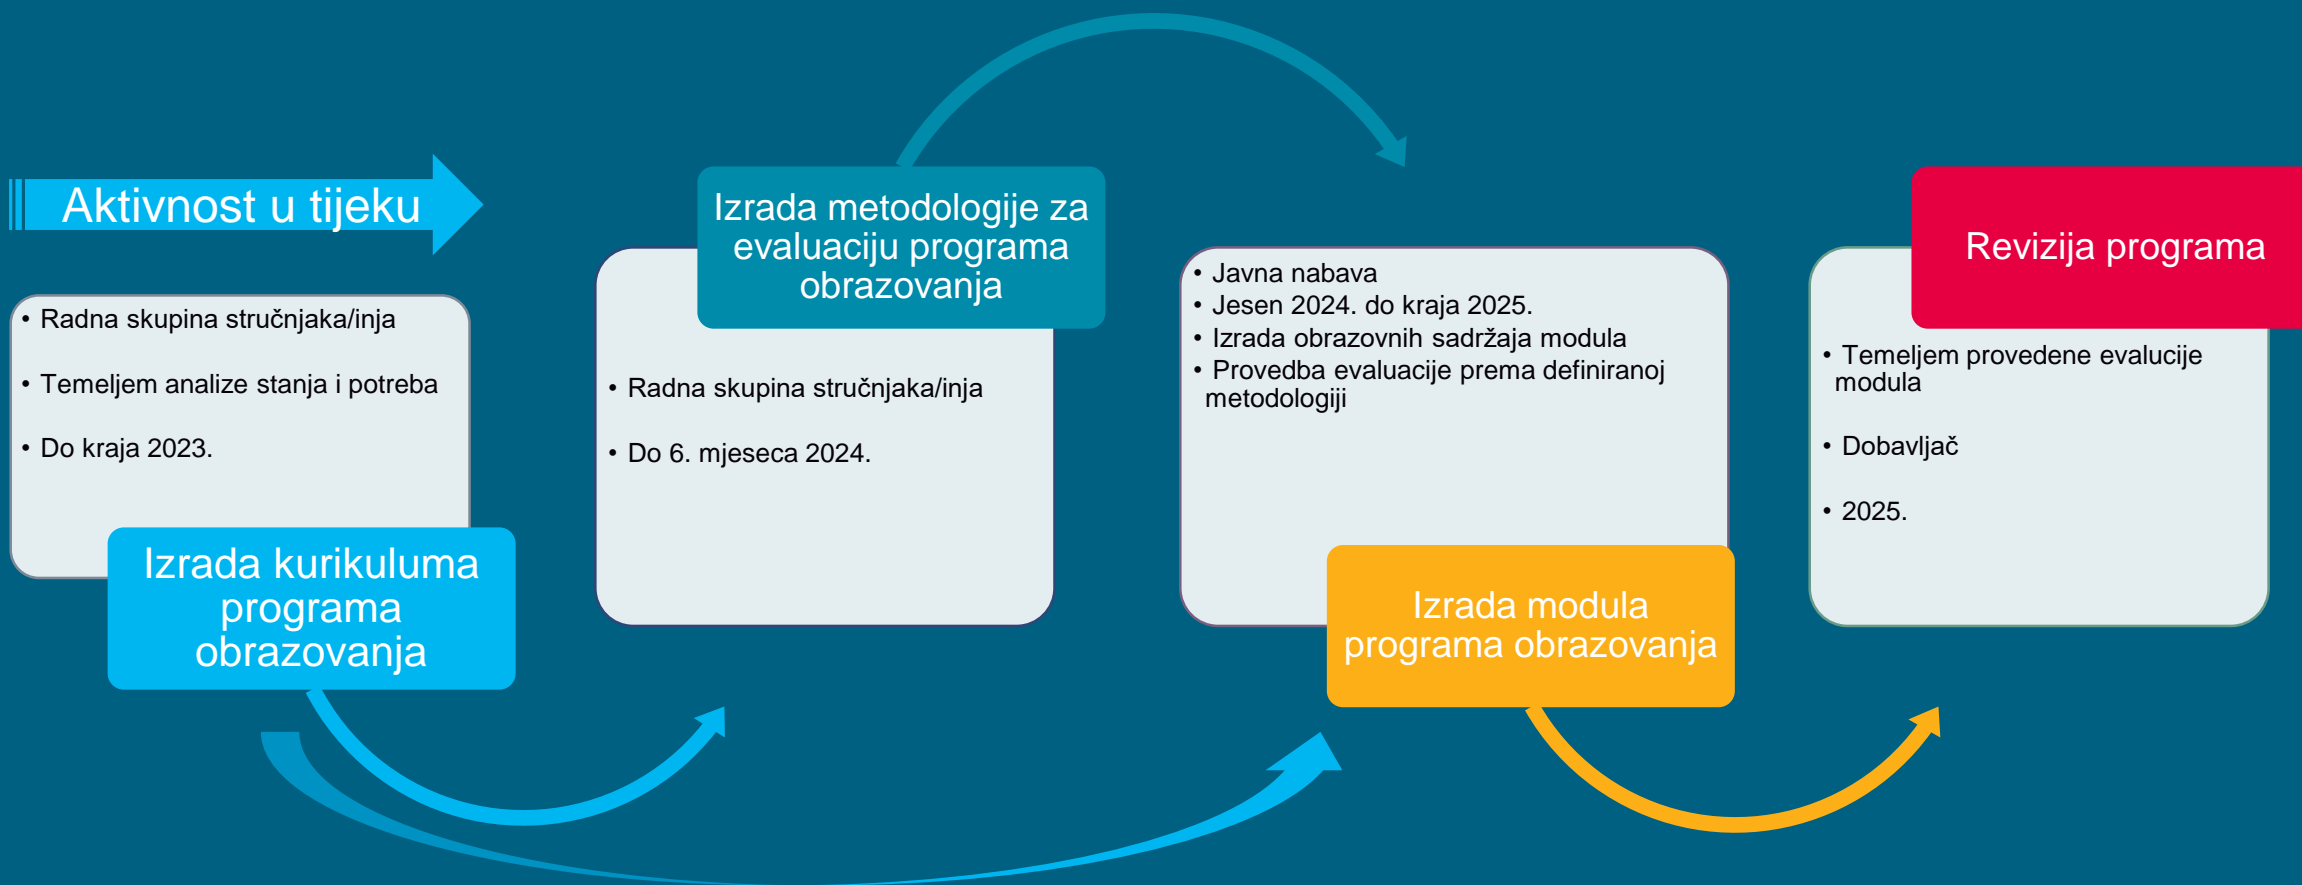 Aktivnost u tijeku
• Radna skupina stručnjaka/inja
• Temeljem analize stanja i potreba
• Do kraja 2023.
Izrada kurikuluma
programa
obrazovanja
Izrada metodologije za
evaluaciju programa
obrazovanja
• Radna skupina stručnjaka/inja
• Do 6. mjeseca 2024.
• Javna nabava
• Jesen 2024. do kraja 2025.
• Izrada obrazovnih sadržaja modula
• Provedba evaluacije prema definiranoj
metodologiji
Izrada modula
programa obrazovanja
Revizija programa
• Temeljem provedene evalucije
modula
• Dobavljač
• 2025.